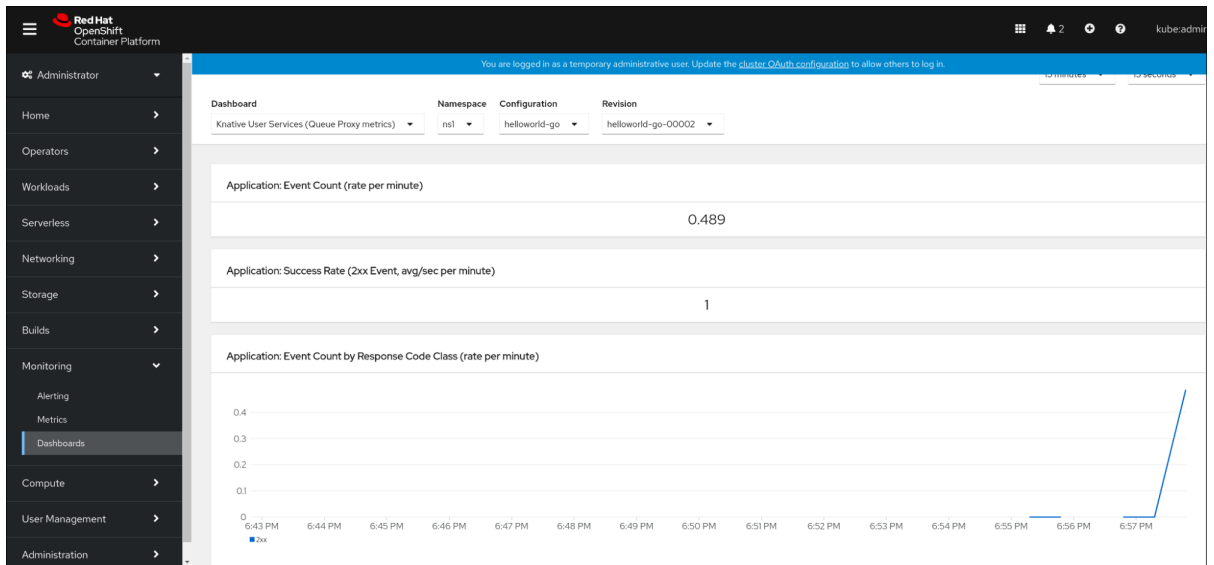 Red Hat
OpenShift
Container Platform
2
kube:admin
You are logged in as a temporary administrative user. Update the cluster OAuth configuration to allow others to log in.
Administrator
Home
Operators
Workloads
Serverless
Networking
Storage
Builds
Monitoring
Alerting
Metrics
Dashboards
Compute
User Management
Administration
15 minutes 15 seconds
Dashboard Namespace Configuration Revision
Knative User Services (Queue Proxy metrics) ns1 helloworld-go helloworld-go-00002
Application: Event Count (rate per minute)
0.489
Application: Success Rate (2xx Event, avg/sec per minute)
1
Application: Event Count by Response Code Class (rate per minute)
0.4
0.3
0.2
0.1
0
6:43 PM 6:44 PM 6:45 PM 6:46 PM 6:47 PM 6:48 PM 6:49 PM 6:50 PM 6:51 PM 6:52 PM 6:53 PM 6:54 PM 6:55 PM 6:56 PM 6:57 PM
2xx